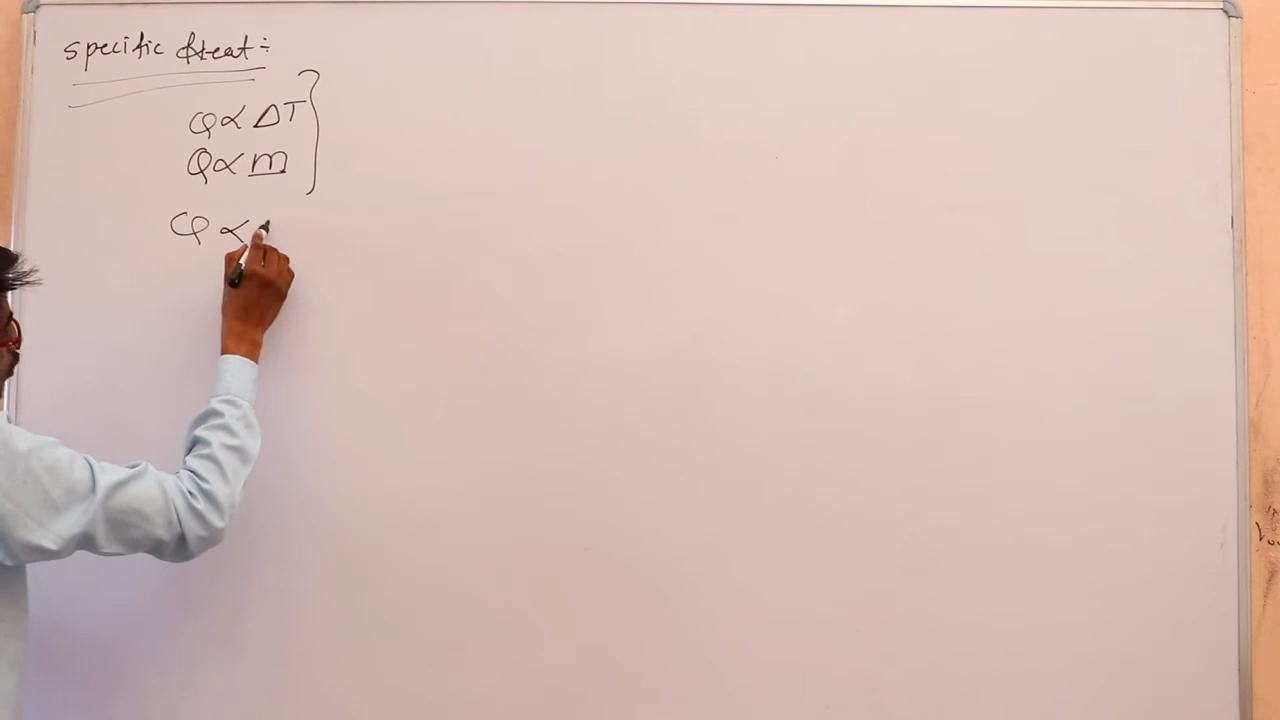 specific Heat ÷
Q ∝ ΔT
Q ∝ m
Q ∝